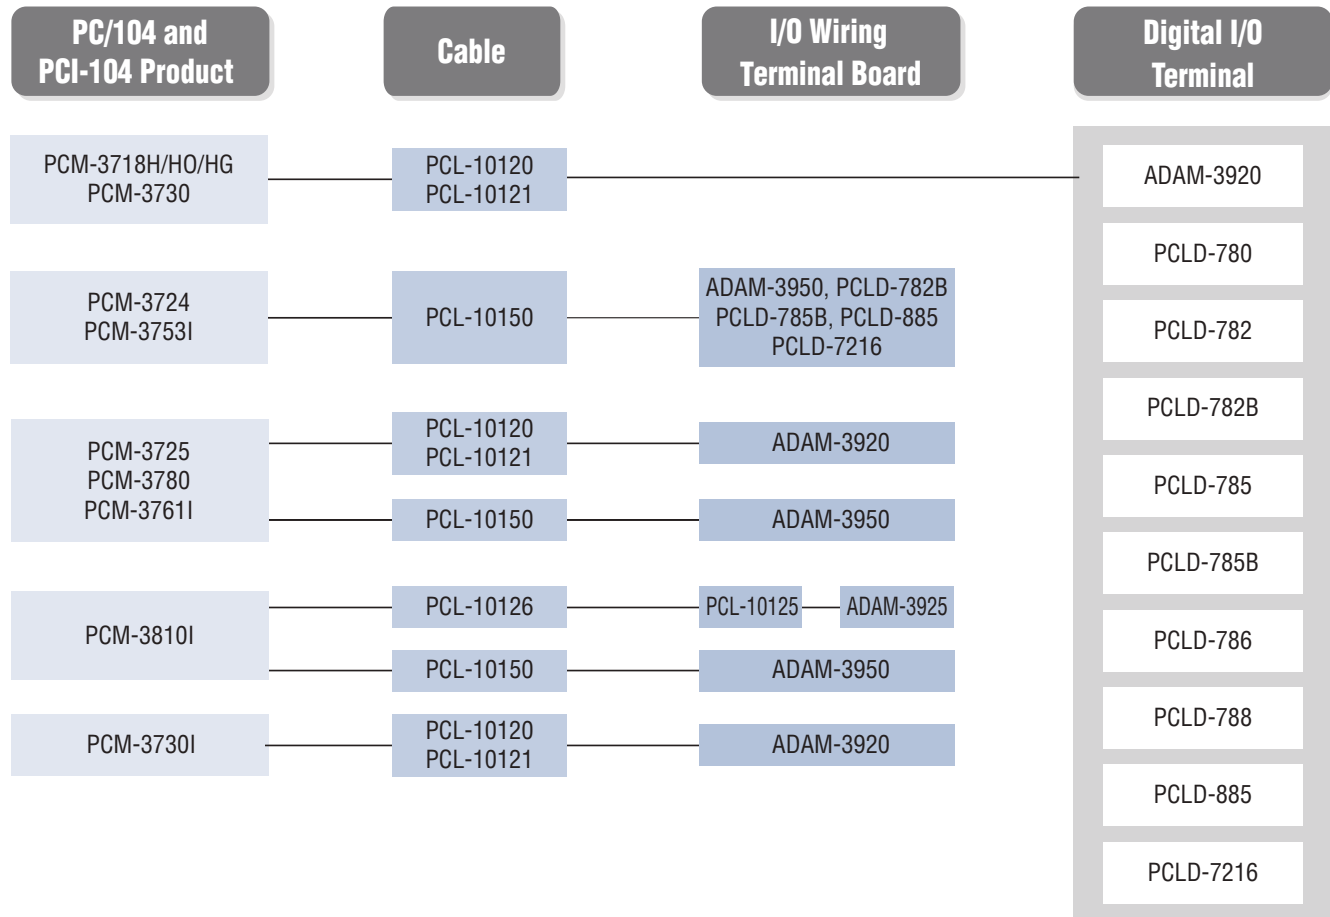 PC/104 and
PCI-104 Product
Cable
I/O Wiring
Terminal Board
Digital I/O
Terminal
PCM-3718H/HO/HG
PCM-3730
PCL-10120
PCL-10121
ADAM-3920
PCLD-780
PCM-3724
PCM-3753I
PCL-10150
ADAM-3950, PCLD-782B
PCLD-785B, PCLD-885
PCLD-7216
PCLD-782
PCLD-782B
PCM-3725
PCM-3780
PCM-3761I
PCL-10120
PCL-10121
ADAM-3920
PCL-10150
ADAM-3950
PCLD-785
PCLD-785B
PCM-3810I
PCL-10126
PCL-10125
ADAM-3925
PCL-10150
ADAM-3950
PCLD-786
PCLD-788
PCM-3730I
PCL-10120
PCL-10121
ADAM-3920
PCLD-885
PCLD-7216